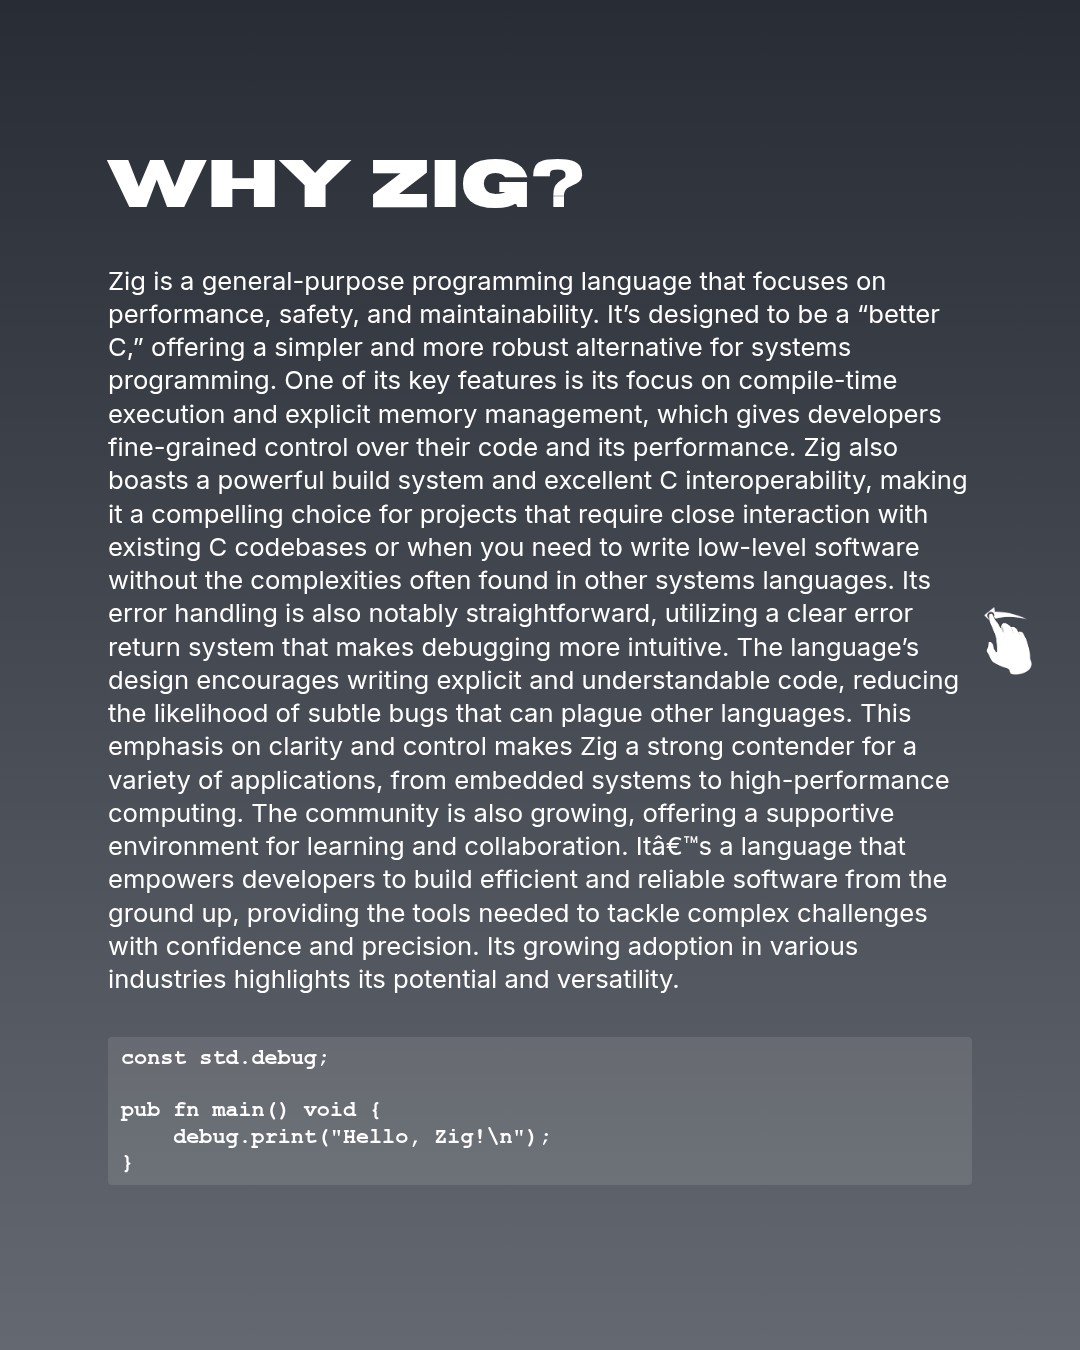 WHY ZIG?
Zig is a general-purpose programming language that focuses on
performance, safety, and maintainability. It’s designed to be a “better
C,” offering a simpler and more robust alternative for systems
programming. One of its key features is its focus on compile-time
execution and explicit memory management, which gives developers
fine-grained control over their code and its performance. Zig also
boasts a powerful build system and excellent C interoperability, making
it a compelling choice for projects that require close interaction with
existing C codebases or when you need to write low-level software
without the complexities often found in other systems languages. Its
error handling is also notably straightforward, utilizing a clear error
return system that makes debugging more intuitive. The language’s
design encourages writing explicit and understandable code, reducing
the likelihood of subtle bugs that can plague other languages. This
emphasis on clarity and control makes Zig a strong contender for a
variety of applications, from embedded systems to high-performance
computing. The community is also growing, offering a supportive
environment for learning and collaboration. Itâ€™s a language that
empowers developers to build efficient and reliable software from the
ground up, providing the tools needed to tackle complex challenges
with confidence and precision. Its growing adoption in various
industries highlights its potential and versatility.
const std.debug;

pub fn main() void {
    debug.print("Hello, Zig!\n");
}